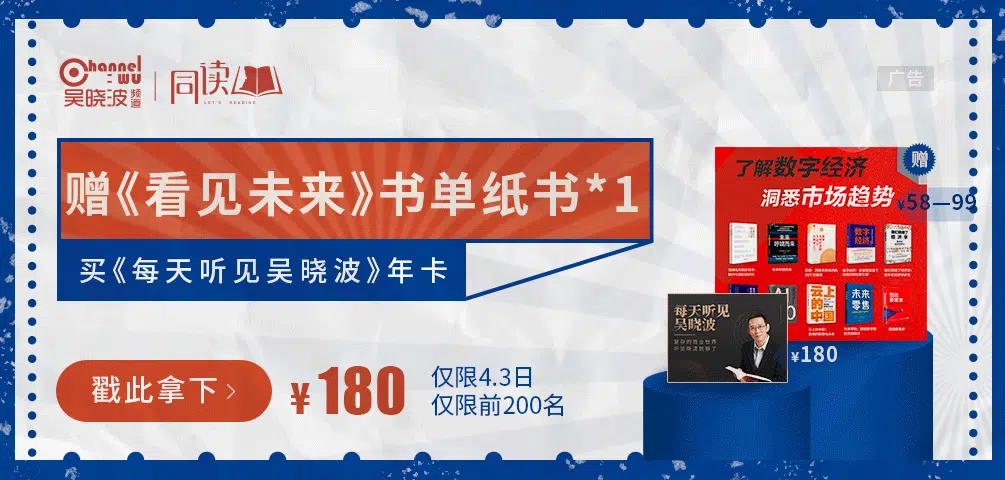 Channel WU
吴晓波频道
同读
LET'S READING
广告
赠《看见未来》书单纸书*1
买《每天听见吴晓波》年卡
戳此拿下
¥180
仅限4.3日
仅限前200名
了解数字经济
赠
洞悉市场趋势
¥58—99
数字经济
云上的中国
未来零售
每天听见
吴晓波
¥180